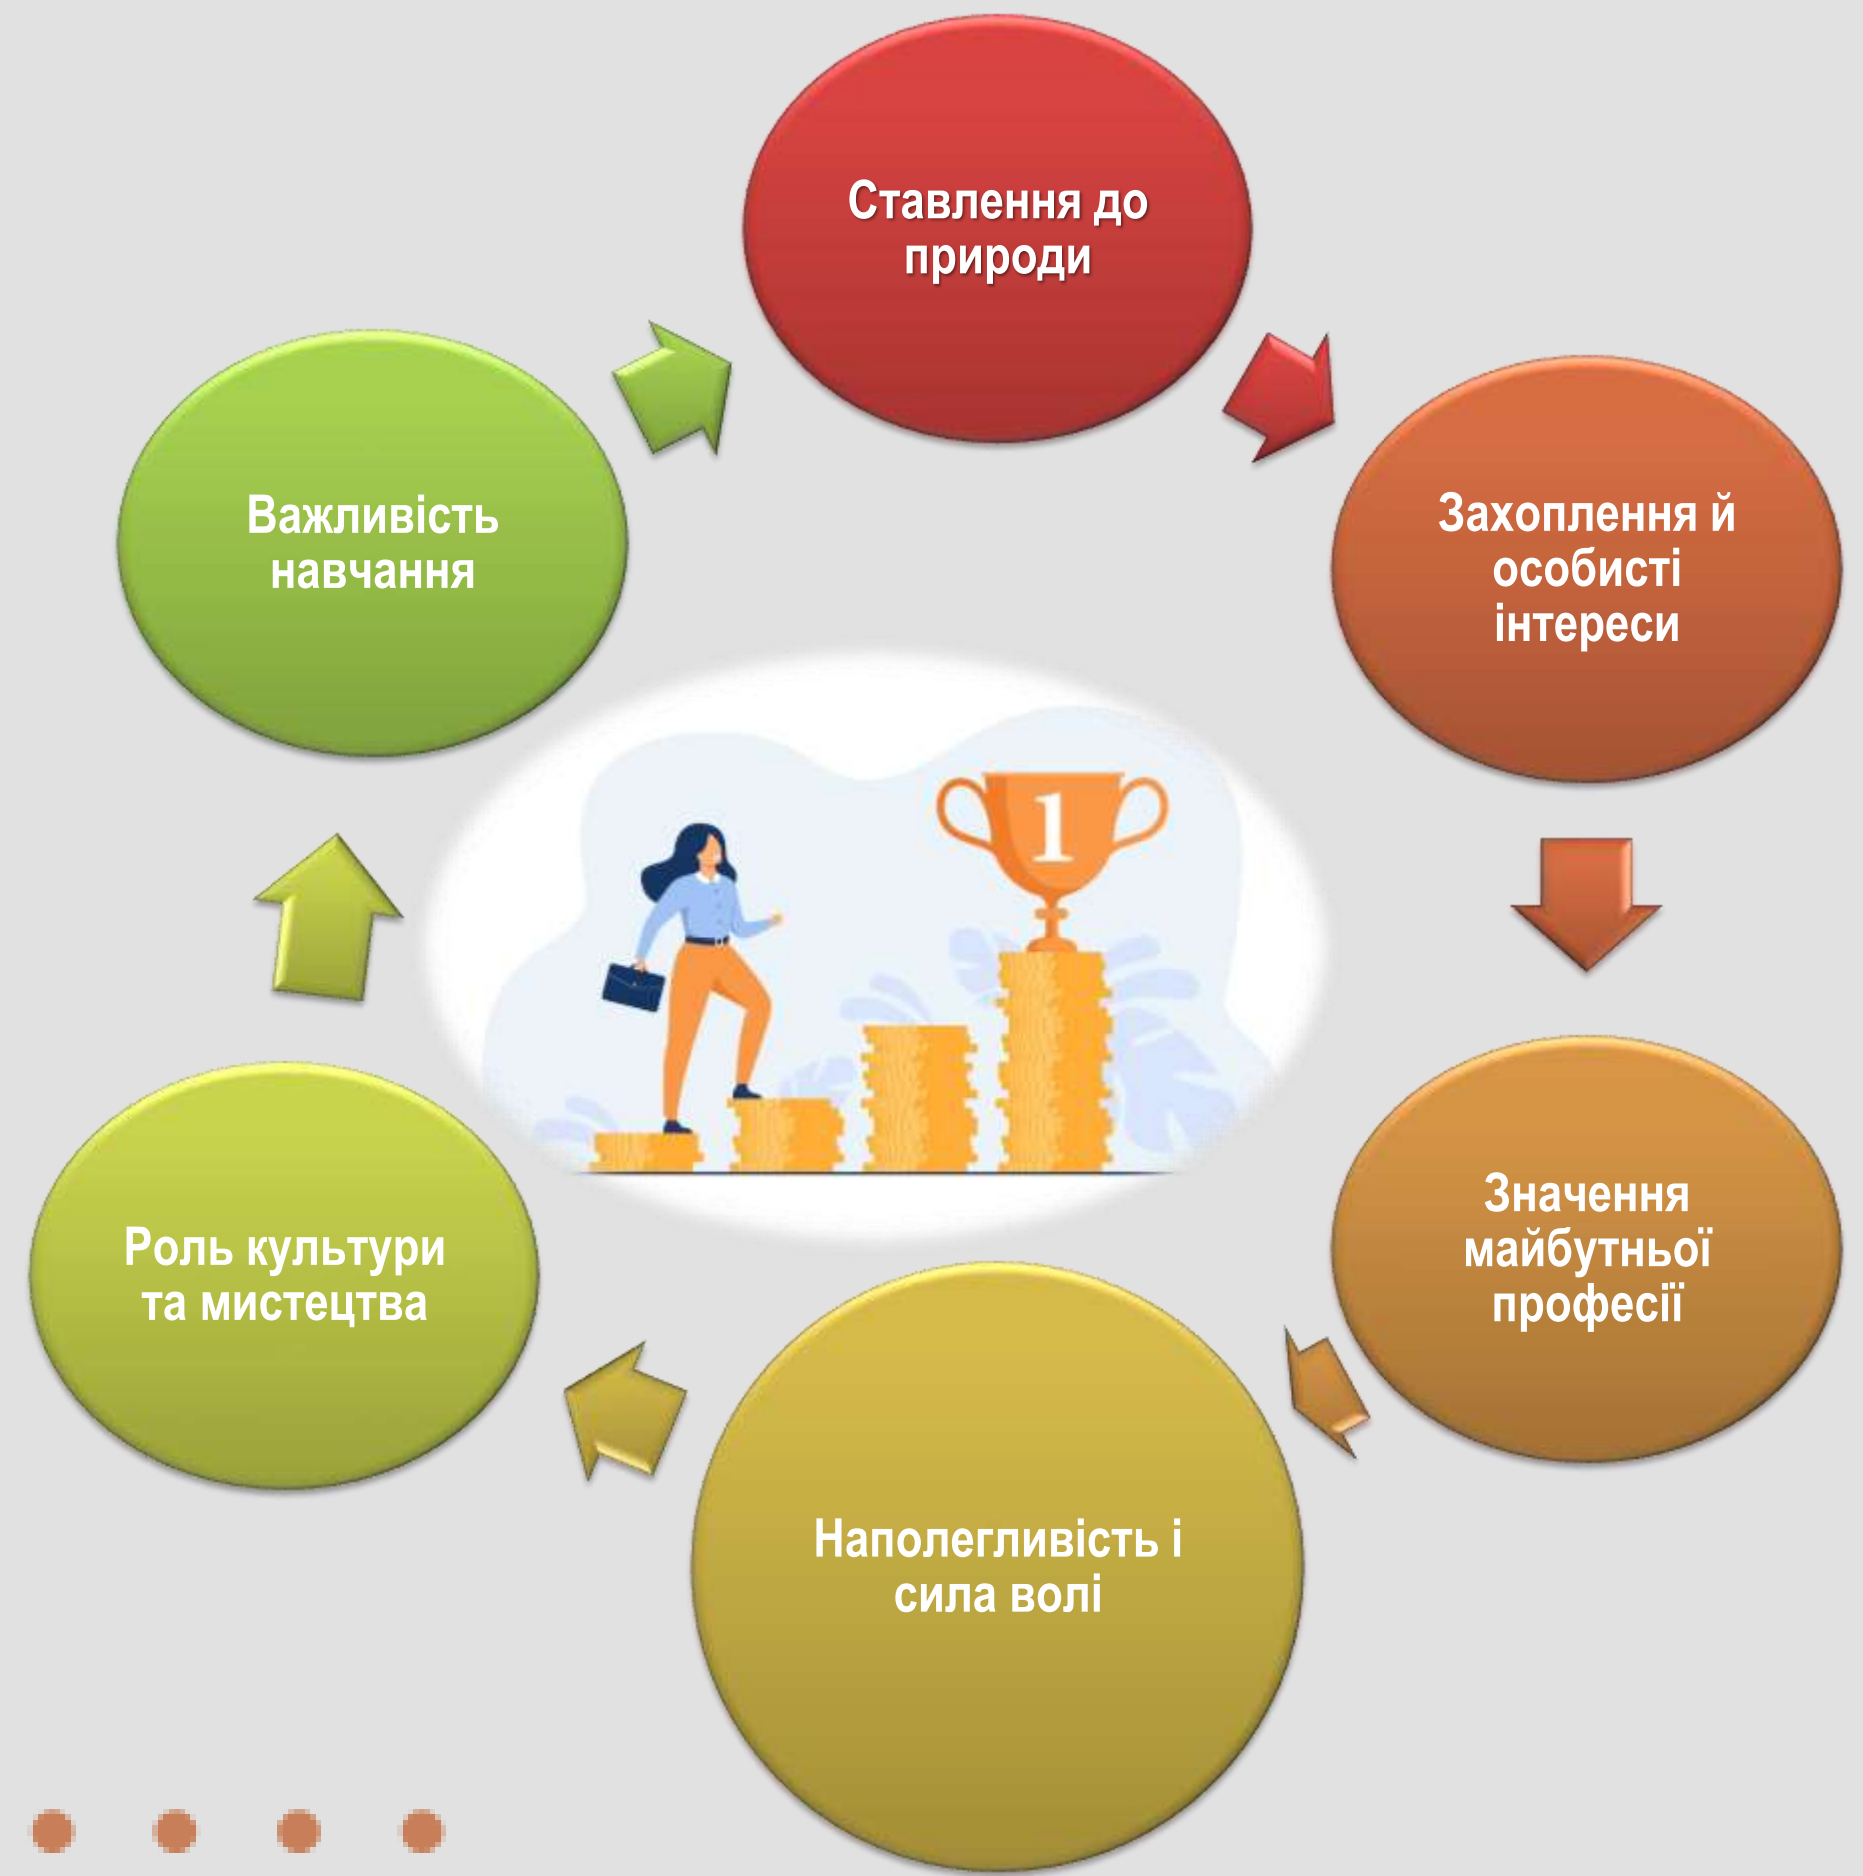 Ставлення до
природи
Захоплення й
особисті
інтереси
Значення
майбутньої
професії
Наполегливість і
сила волі
Роль культури
та мистецтва
Важливість
навчання
1